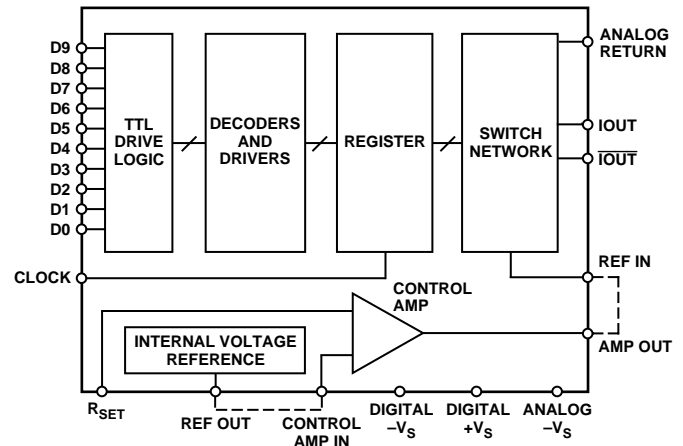 D9
D8
D7
D6
D5
D4
D3
D2
D1
D0
CLOCK
TTL
DRIVE
LOGIC
DECODERS
AND
DRIVERS
REGISTER
SWITCH
NETWORK
ANALOG
RETURN
IOUT
IOUT
REF IN
AMP OUT
CONTROL
AMP
INTERNAL VOLTAGE
REFERENCE
RSET
REF OUT
CONTROL
AMP IN
DIGITAL
–VS
DIGITAL
+VS
ANALOG
–VS